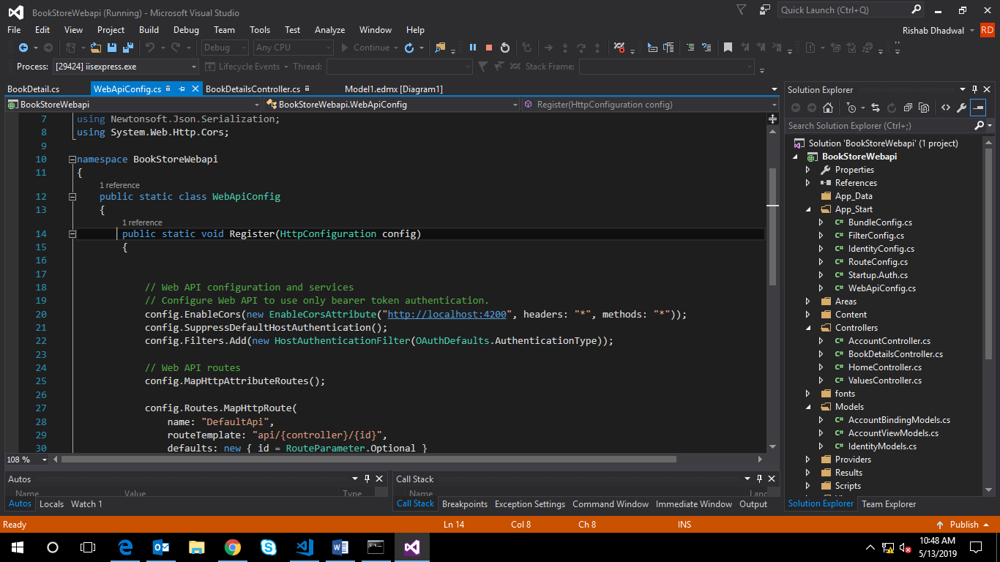 BookStoreWebapi (Running) - Microsoft Visual Studio
Quick Launch (Ctrl+Q)
File Edit View Project Build Debug Team Tools Test Analyze Window Help
Rishab Dhadwal RD
Debug Any CPU Continue
Process: [29424] iisexpress.exe Lifecycle Events Thread: Stack Frame:
BookDetail.cs WebApiConfig.cs BookDetailsController.cs Model1.edmx [Diagram1]
BookStoreWebapi BookStoreWebapi.WebApiConfig Register(HttpConfiguration config)
7 using Newtonsoft.Json.Serialization;
8 using System.Web.Http.Cors;
9
10 namespace BookStoreWebapi
11 {
1 reference
12 public static class WebApiConfig
13 {
1 reference
14 public static void Register(HttpConfiguration config)
15 {
16
17
18 // Web API configuration and services
19 // Configure Web API to use only bearer token authentication.
20 config.EnableCors(new EnableCorsAttribute("http://localhost:4200", headers: "*", methods: "*"));
21 config.SuppressDefaultHostAuthentication();
22 config.Filters.Add(new HostAuthenticationFilter(OAuthDefaults.AuthenticationType));
23
24 // Web API routes
25 config.MapHttpAttributeRoutes();
26
27 config.Routes.MapHttpRoute(
28 name: "DefaultApi",
29 routeTemplate: "api/{controller}/{id}",
30 defaults: new { id = RouteParameter.Optional }
108 %
Solution Explorer
Search Solution Explorer (Ctrl+;)
Solution 'BookStoreWebapi' (1 project)
BookStoreWebapi
Properties
References
App_Data
App_Start
C# BundleConfig.cs
C# FilterConfig.cs
C# IdentityConfig.cs
C# RouteConfig.cs
C# Startup.Auth.cs
C# WebApiConfig.cs
Areas
Content
Controllers
C# AccountController.cs
C# BookDetailsController.cs
C# HomeController.cs
C# ValuesController.cs
fonts
Models
C# AccountBindingModels.cs
C# AccountViewModels.cs
C# IdentityModels.cs
Providers
Results
Scripts
Solution Explorer Team Explorer
Autos
Name Value Type
Autos Locals Watch 1
Call Stack
Name Lang
Call Stack Breakpoints Exception Settings Command Window Immediate Window Output
Ready Ln 14 Col 8 Ch 8 INS Publish
10:48 AM
5/13/2019